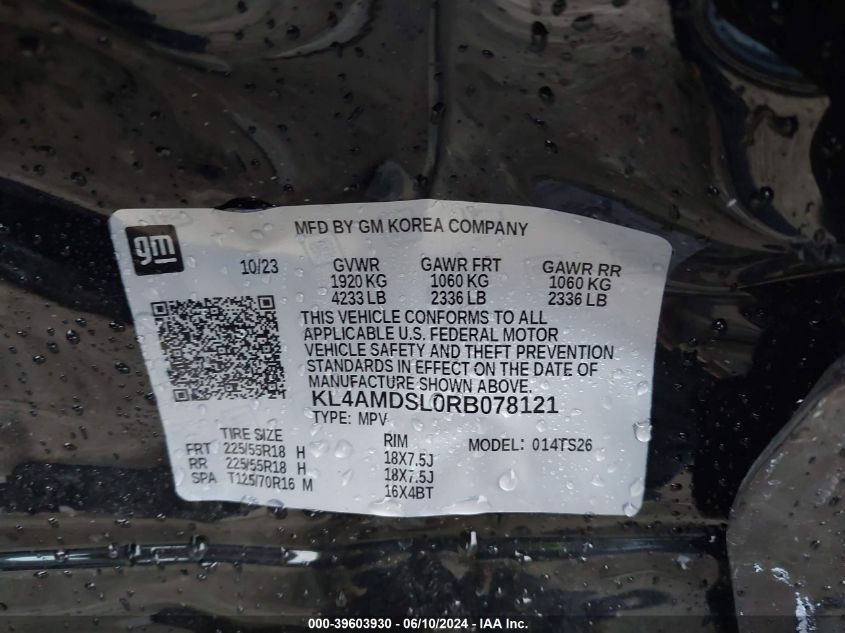 MFD BY GM KOREA COMPANY
gm
10/23
GVWR GAWR FRT GAWR RR
1920 KG 1060 KG 1060 KG
4233 LB 2336 LB 2336 LB
THIS VEHICLE CONFORMS TO ALL
APPLICABLE U.S. FEDERAL MOTOR
VEHICLE SAFETY AND THEFT PREVENTION
STANDARDS IN EFFECT ON THE DATE OF
MANUFACTURE SHOWN ABOVE.
KL4AMDSL0RB078121
TYPE: MPV
TIRE SIZE RIM MODEL: 014TS26
FRT 225/55R18 H 18X7.5J
RR 225/55R18 H 18X7.5J
SPA T125/70R16 M 16X4BT
000-39603930 - 06/10/2024 - IAA Inc.